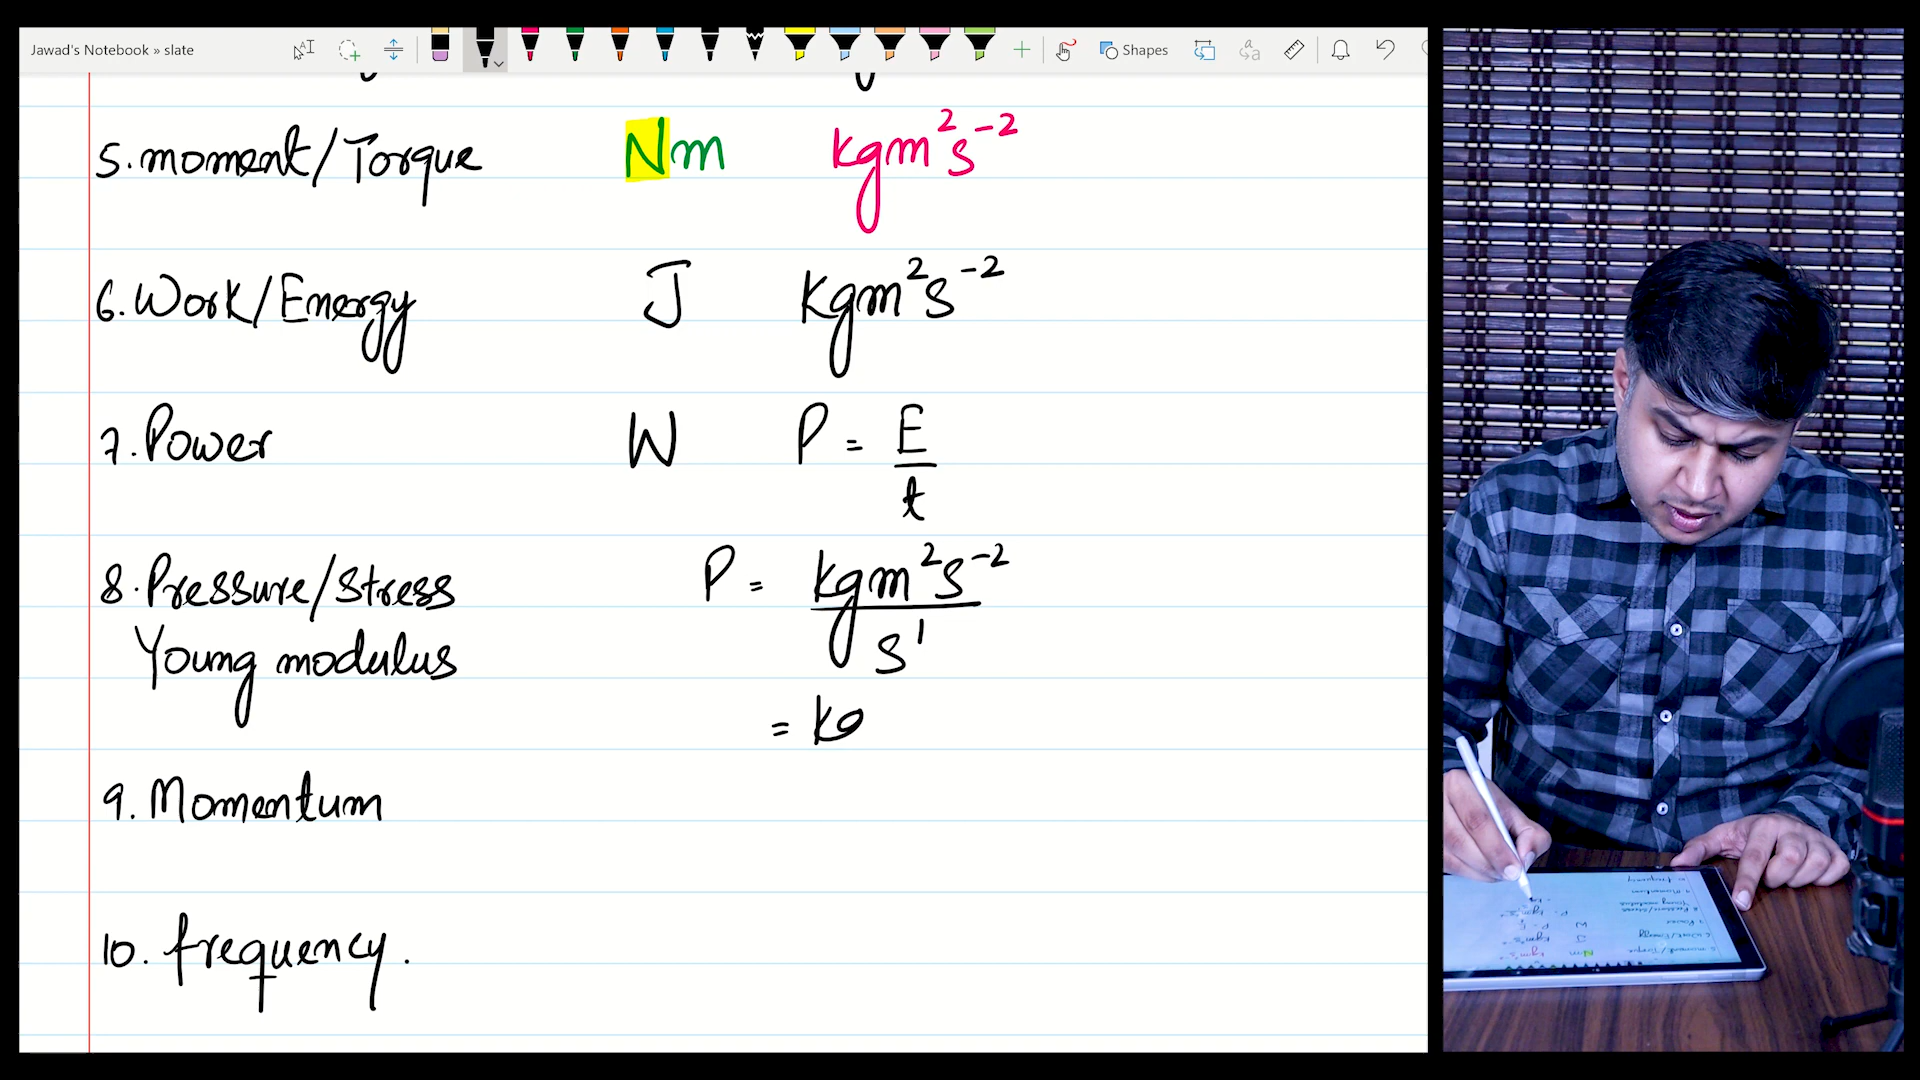 Jawad's Notebook » slate
Shapes
5. moment/Torque Nm kgm²s⁻²
6. Work/Energy J kgm²s⁻²
7. Power W P = E/t
8. Pressure/Stress P = kgm²s⁻²/s¹
Young modulus
= kg
9. Momentum
10. frequency.